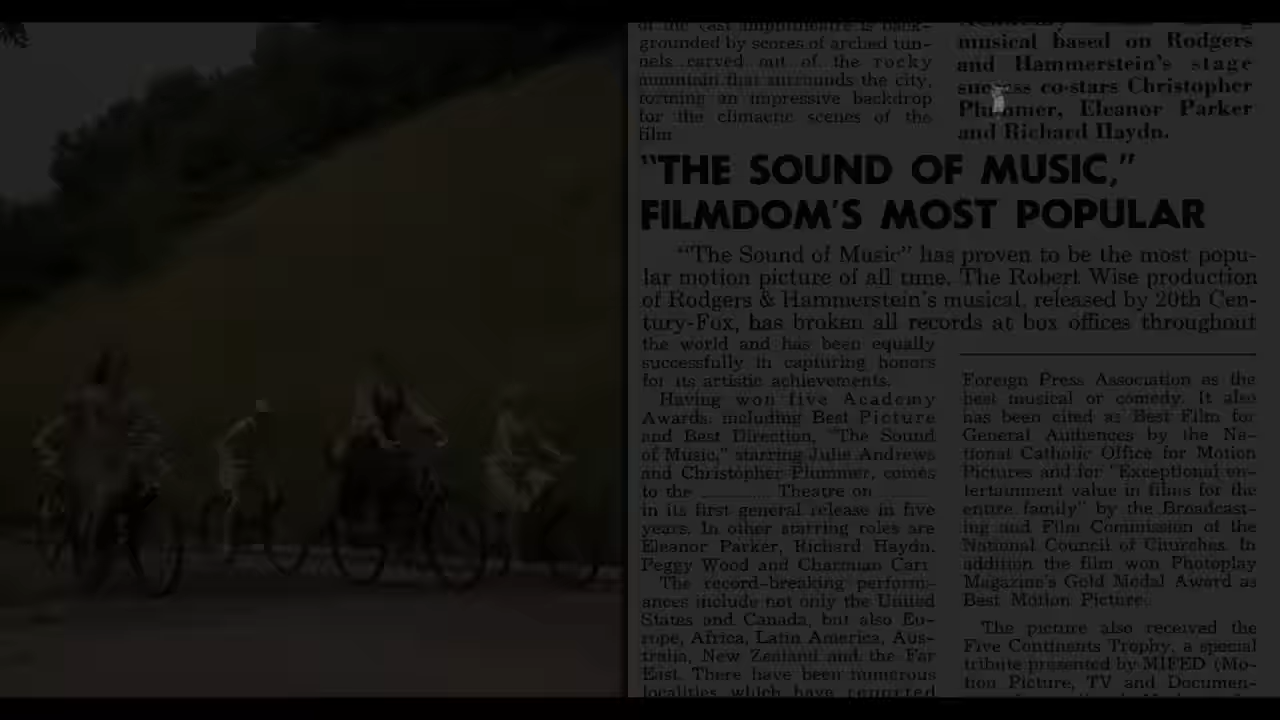 of the cast amphitheatre is back-
grounded by scores of arched tun-
nels carved out of the rocky
mountain that surrounds the city,
forming an impressive backdrop
for the climactic scenes of the
film
musical based on Rodgers
and Hammerstein's stage
success co-stars Christopher
Plummer, Eleanor Parker
and Richard Haydn.
"THE SOUND OF MUSIC,"
FILMDOM'S MOST POPULAR
"The Sound of Music" has proven to be the most popu-
lar motion picture of all time. The Robert Wise production
of Rodgers & Hammerstein's musical, released by 20th Cen-
tury-Fox, has broken all records at box offices throughout
the world and has been equally
successfully in capturing honors
for its artistic achievements.
Having won five Academy
Awards, including Best Picture
and Best Direction, "The Sound
of Music," starring Julie Andrews
and Christopher Plummer, comes
to the Theatre on
in its first general release in five
years. In other starring roles are
Eleanor Parker, Richard Haydn,
Peggy Wood and Charmian Carr
The record-breaking perform-
ances include not only the United
States and Canada, but also Eu-
rope, Africa, Latin America, Aus-
tralia, New Zealand and the Far
East. There have been numerous
localities which have reported
Foreign Press Association as the
best musical or comedy. It also
has been cited as Best Film for
General Audiences by the Na-
tional Catholic Office for Motion
Pictures and for "Exceptional en-
tertainment value in films for the
entire family" by the Broadcast-
ing and Film Commission of the
National Council of Churches. In
addition the film won Photoplay
Magazine's Gold Medal Award as
Best Motion Picture.
The picture also received the
Five Continents Trophy, a special
tribute presented by MIFED (Mo-
tion Picture, TV and Documen-